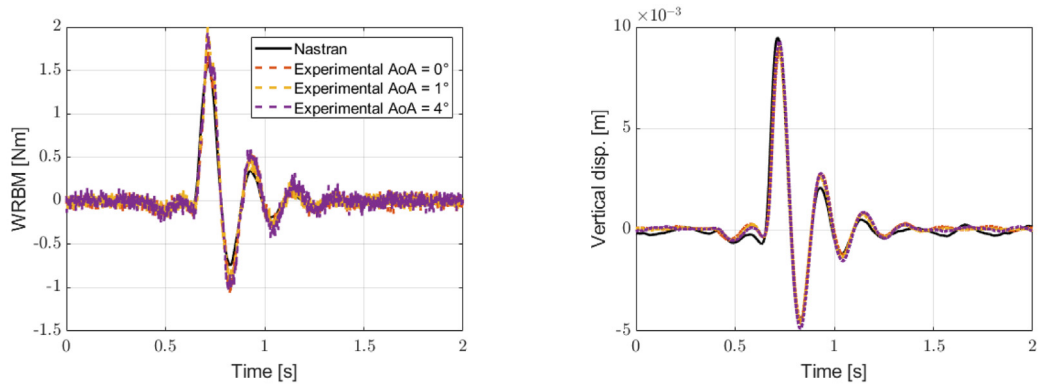 2
1.5
1
0.5
0
-0.5
-1
-1.5
WRBM [Nm]
0
0.5
1
1.5
2
Time [s]
Nastran
Experimental AoA = 0°
Experimental AoA = 1°
Experimental AoA = 4°
10
×10⁻³
5
0
-5
Vertical disp. [m]
0
0.5
1
1.5
2
Time [s]